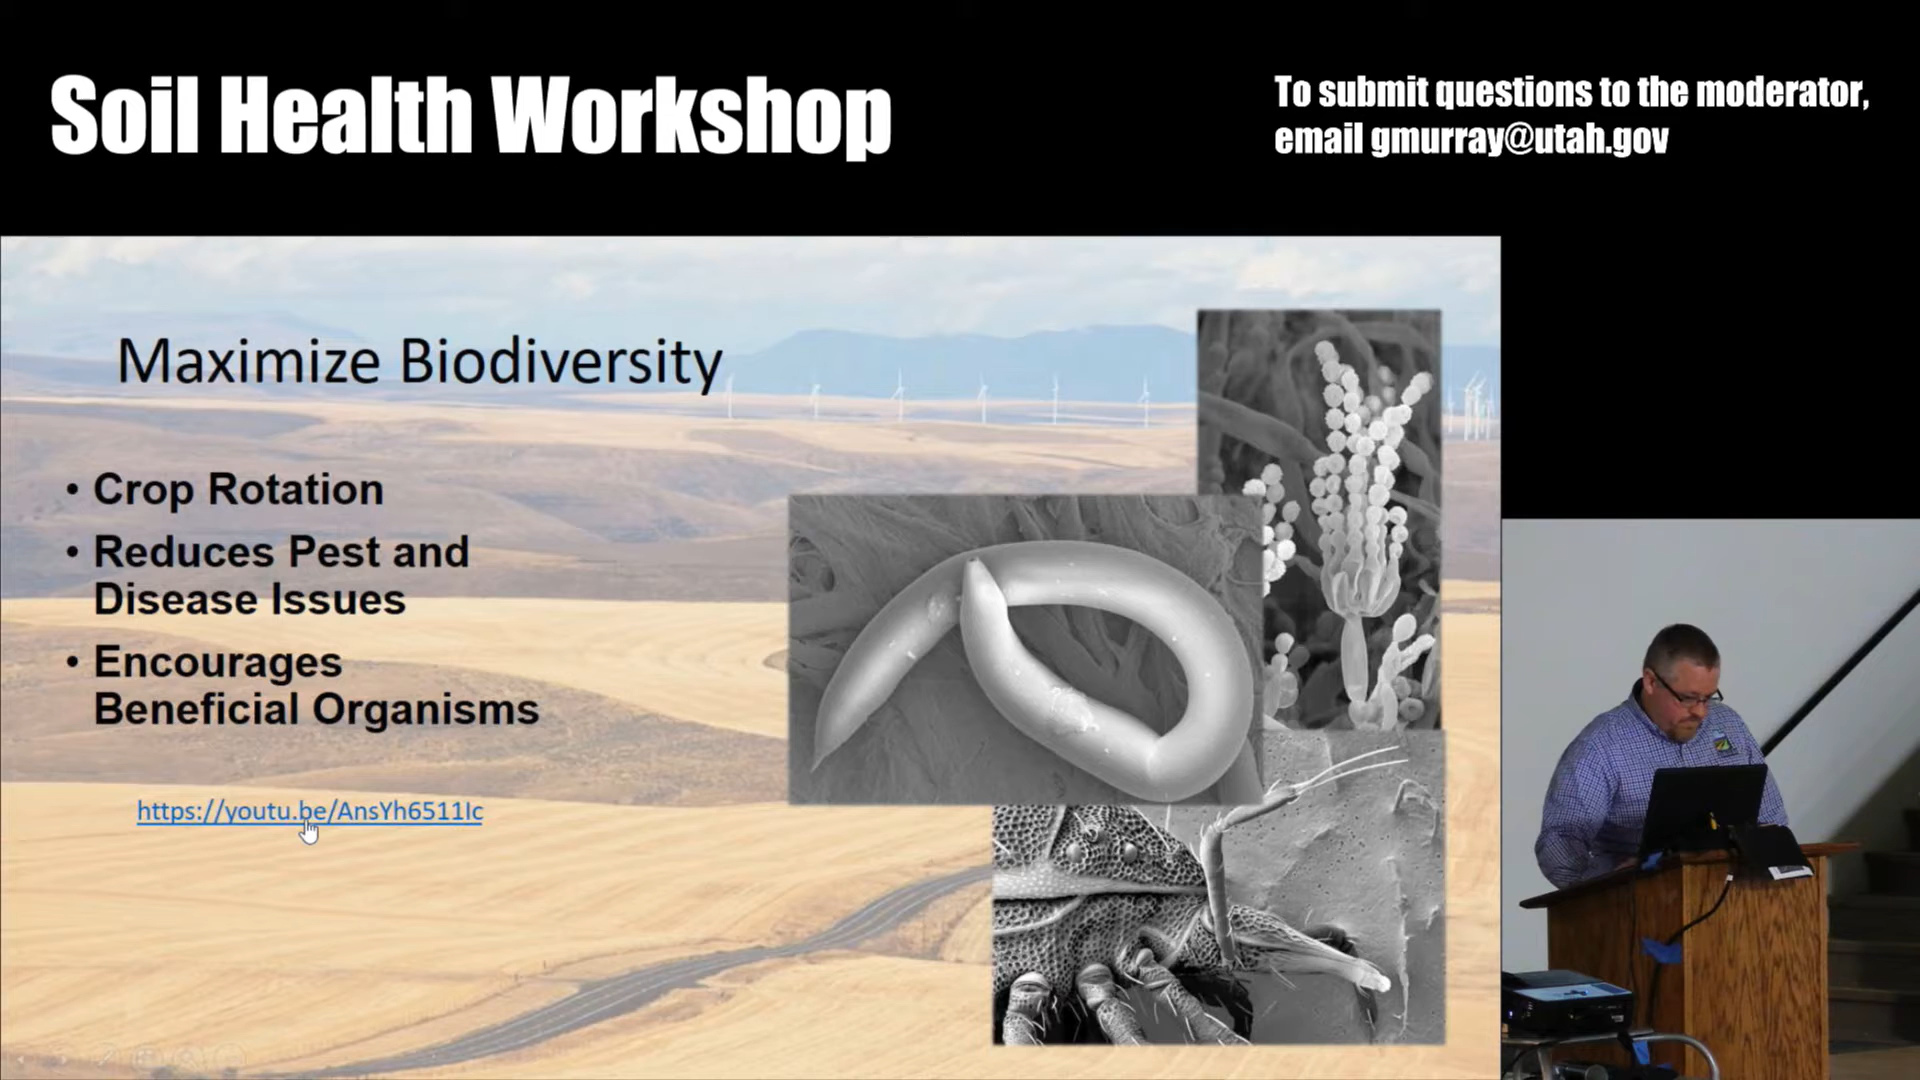 Soil Health Workshop
To submit questions to the moderator,
email gmurray@utah.gov
Maximize Biodiversity
• Crop Rotation
• Reduces Pest and
Disease Issues
• Encourages
Beneficial Organisms
https://youtu.be/AnsYh6511Ic